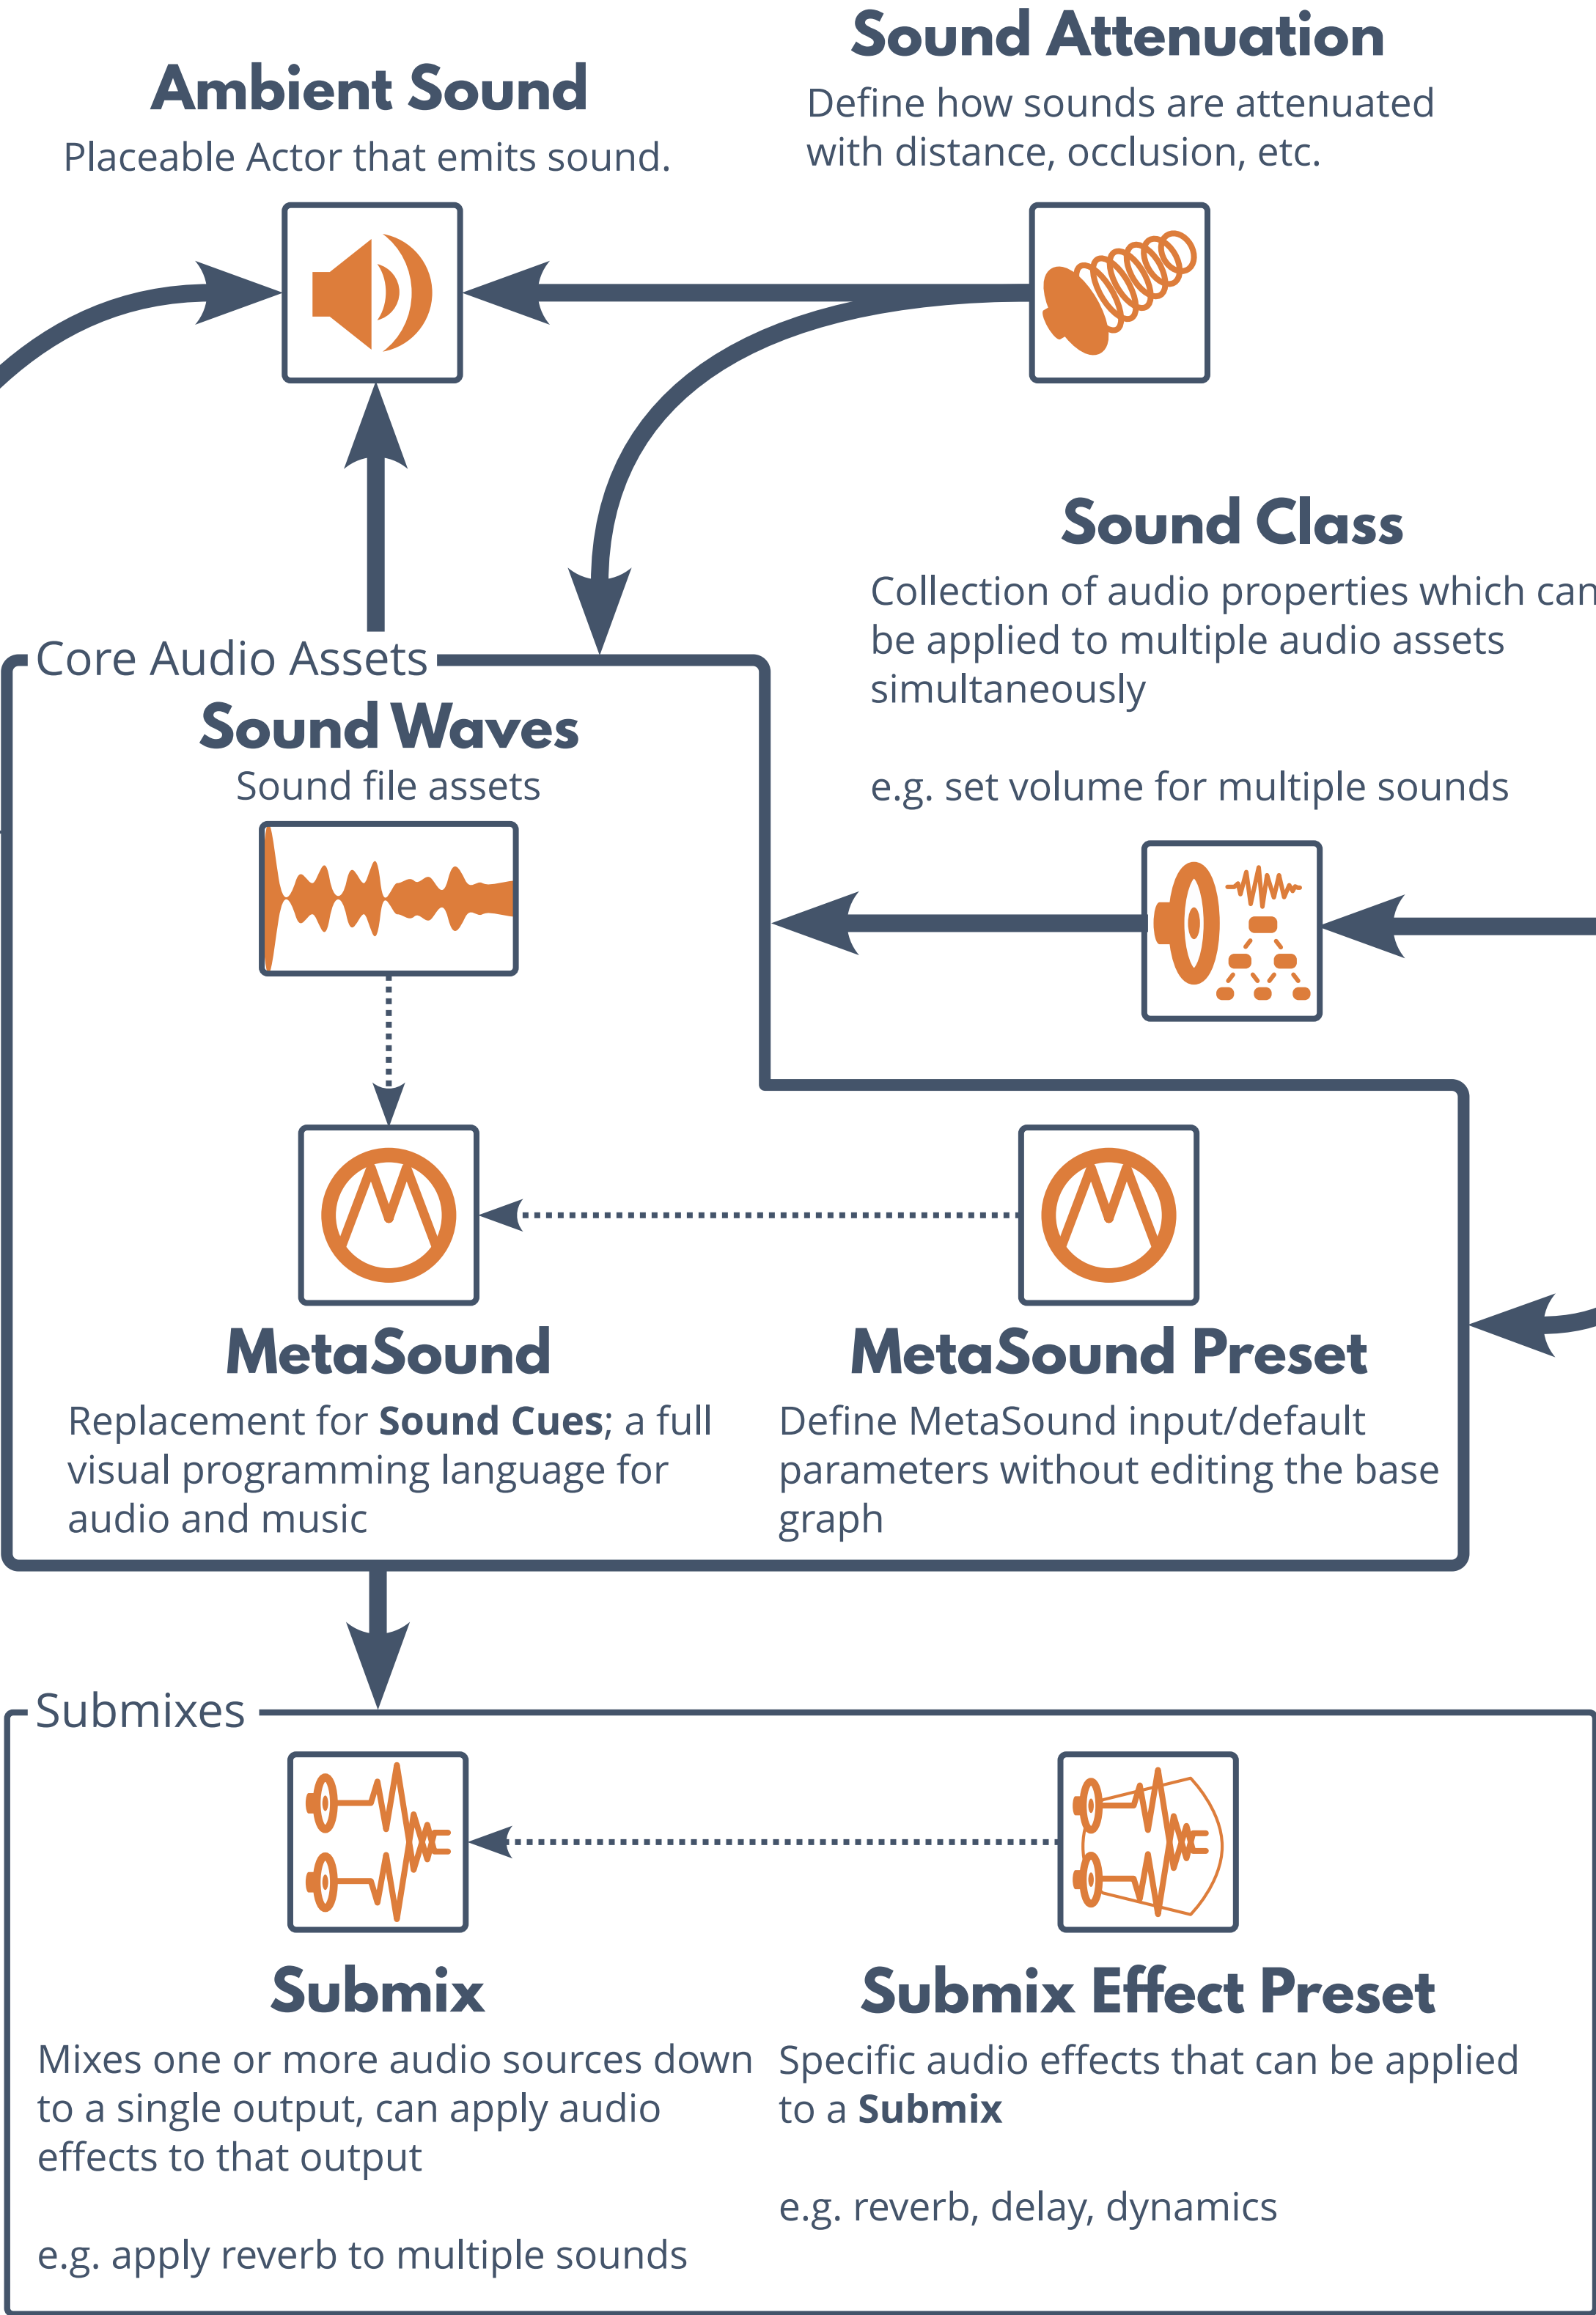 Sound Attenuation
Define how sounds are attenuated
with distance, occlusion, etc.
Ambient Sound
Placeable Actor that emits sound.
Sound Class
Collection of audio properties which can
be applied to multiple audio assets
simultaneously
e.g. set volume for multiple sounds
Core Audio Assets
Sound Waves
Sound file assets
MetaSound
Replacement for Sound Cues; a full
visual programming language for
audio and music
MetaSound Preset
Define MetaSound input/default
parameters without editing the base
graph
Submixes
Submix
Mixes one or more audio sources down
to a single output, can apply audio
effects to that output
e.g. apply reverb to multiple sounds
Submix Effect Preset
Specific audio effects that can be applied
to a Submix
e.g. reverb, delay, dynamics